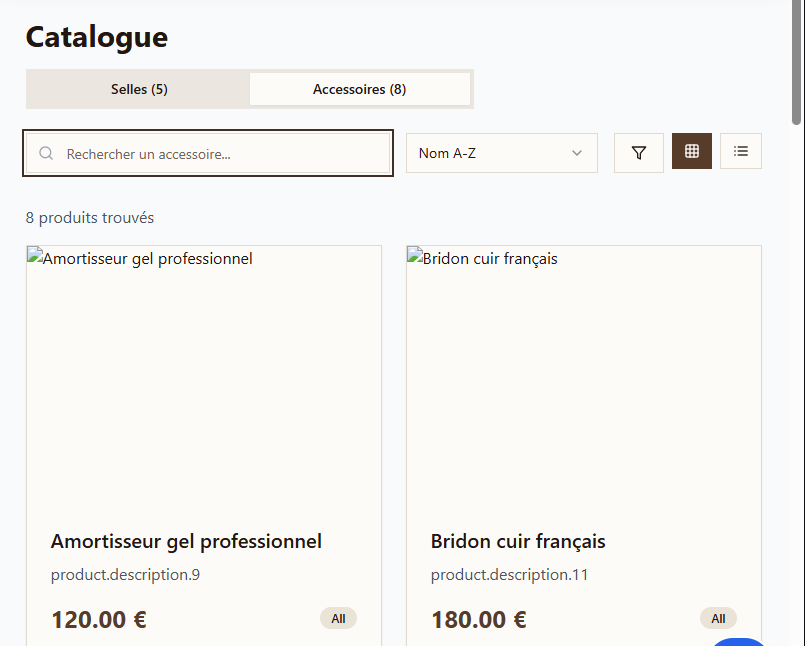 Catalogue
Selles (5)
Accessoires (8)
Rechercher un accessoire...
Nom A-Z
8 produits trouvés
Amortisseur gel professionnel
Bridon cuir français
Amortisseur gel professionnel
Bridon cuir français
product.description.9
product.description.11
120.00 €
All
180.00 €
All